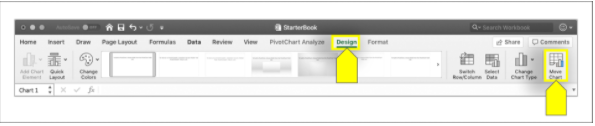 AutoSave StarterBook Search Workbook
Home Insert Draw Page Layout Formulas Data Review View PivotChart Analyze Design Format Share Comments
Add Chart Element Quick Layout Change Colors Switch Row/Column Select Data Change Chart Type Move Chart
Chart 1 fx